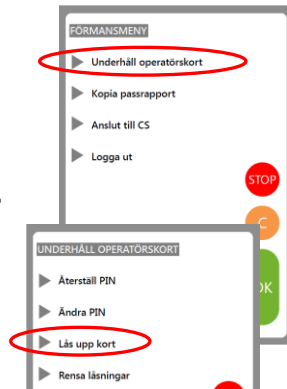 FÖRMANSMENY
Underhåll operatörskort
Kopia passrapport
Anslut till CS
Logga ut
STOP
C
UNDERHÅLL OPERATÖRSKORT
Återställ PIN
OK
Ändra PIN
Lås upp kort
Rensa låsningar